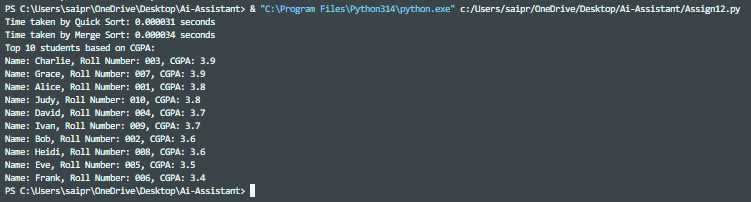 PS C:\Users\saipr\OneDrive\Desktop\Ai-Assistant> & "C:\Program Files\Python314\python.exe" c:/Users/saipr/OneDrive/Desktop/Ai-Assistant/Assign12.py
Time taken by Quick Sort: 0.000031 seconds
Time taken by Merge Sort: 0.000034 seconds
Top 10 students based on CGPA:
Name: Charlie, Roll Number: 003, CGPA: 3.9
Name: Grace, Roll Number: 007, CGPA: 3.9
Name: Alice, Roll Number: 001, CGPA: 3.8
Name: Judy, Roll Number: 010, CGPA: 3.8
Name: David, Roll Number: 004, CGPA: 3.7
Name: Ivan, Roll Number: 009, CGPA: 3.7
Name: Bob, Roll Number: 002, CGPA: 3.6
Name: Heidi, Roll Number: 008, CGPA: 3.6
Name: Eve, Roll Number: 005, CGPA: 3.5
Name: Frank, Roll Number: 006, CGPA: 3.4
PS C:\Users\saipr\OneDrive\Desktop\Ai-Assistant>